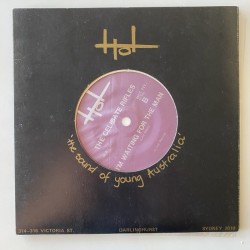 Hot
Hot
B
THE CELIBATE RIFLES
I'M WAITING FOR THE MAN
'the sound of young Australia'
314-316 VICTORIA ST.
DARLINGHURST
SYDNEY 2010